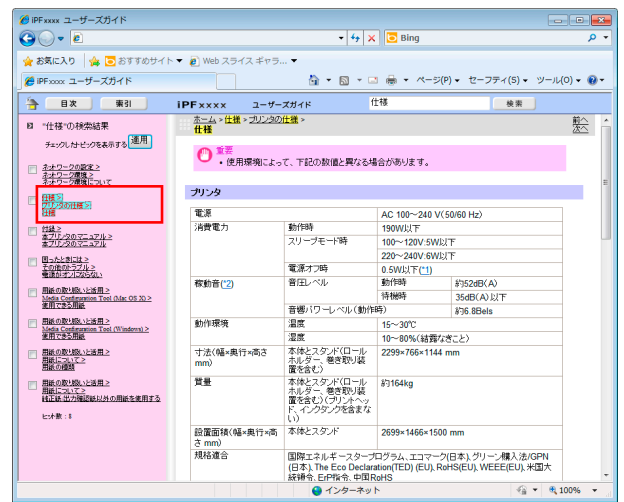 iPFxxxx ユーザーズガイド
Bing
お気に入り おすすめサイト Web スライス ギャラ...
iPFxxxx ユーザーズガイド
ページ(P) セーフティ(S) ツール(O)
目次 索引 iPFxxxx ユーザーズガイド 仕様 検索
"仕様"の検索結果
チェックしたトピックを表示する 適用
ネットワークの設定 >
ネットワーク環境 >
ネットワーク環境について
仕様 >
プリンタの仕様 >
仕様
付録 >
本プリンタのマニュアル >
本プリンタのマニュアル
困ったときには >
その他のトラブル >
電源がオンにならない
用紙の取り扱いと活用 >
Media Configuration Tool (Mac OS X) >
使用できる用紙
用紙の取り扱いと活用 >
Media Configuration Tool (Windows) >
使用できる用紙
用紙の取り扱いと活用 >
用紙について >
用紙の種類
用紙の取り扱いと活用 >
用紙について >
純正紙・出力確認紙以外の用紙を使用する
ヒット数 : 8
ホーム > 仕様 > プリンタの仕様 >
仕様
前へ
次へ
重要
• 使用環境によって、下記の数値と異なる場合があります。
プリンタ
電源 AC 100～240 V(50/60 Hz)
消費電力 動作時 190W以下
スリープモード時 100～120V:5W以下
220～240V:6W以下
電源オフ時 0.5W以下(*1)
稼動音(*2) 音圧レベル 動作時 約52dB(A)
待機時 35dB(A)以下
音響パワーレベル(動作時) 約6.8Bels
動作環境 温度 15～30℃
湿度 10～80%(結露なきこと)
寸法(幅×奥行×高さ mm) 本体とスタンド(ロールホルダー、巻き取り装置を含む) 2299×766×1144 mm
質量 本体とスタンド(ロールホルダー、巻き取り装置を含む)(プリントヘッド、インクタンクを含まない) 約164kg
設置面積(幅×奥行×高さ mm) 本体とスタンド 2699×1466×1500 mm
規格適合 国際エネルギースタープログラム、エコマーク(日本)、グリーン購入法/GPN
(日本)、The Eco Declaration(TED) (EU)、RoHS(EU)、WEEE(EU)、米国大
統領令、ErP指令、中国RoHS
インターネット 100%